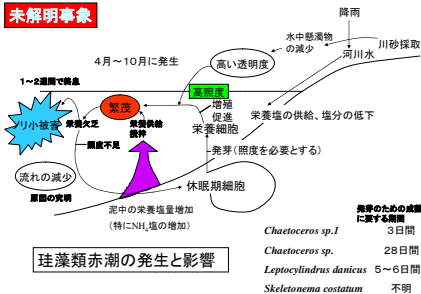 未解明事象
降雨
水中懸濁物
の減少
川砂採取
河川水
4月～10月に発生
高い透明度
1～2週間で終息
高照度
ノリ小被害
栄養欠乏
繁茂
栄養供給
撹拌
増殖
促進
栄養細胞
栄養塩の供給、塩分の低下
照度不足
発芽(照度を必要とする)
流れの減少
原因の究明
休眠期細胞
泥中の栄養塩量増加
(特にNH4塩の増加)
珪藻類赤潮の発生と影響
発芽のための成熟
に要する期間
Chaetoceros sp.1 3日間
Chaetoceros sp. 28日間
Leptocylindrus danicus 5～6日間
Skeletonema costatum 不明